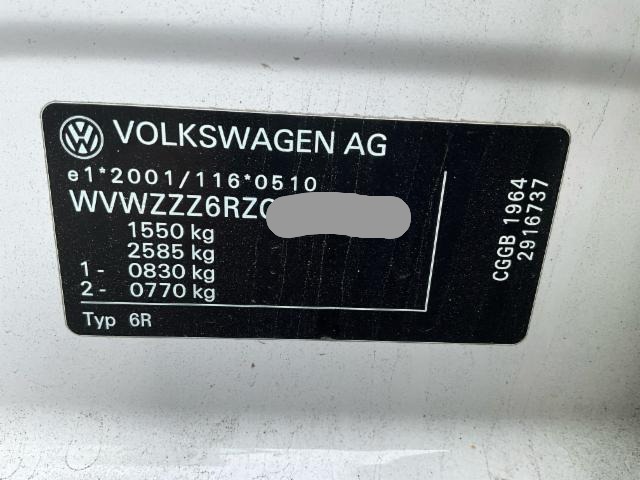 VOLKSWAGEN AG
e1*2001/116*0510
WVWZZZ6RZ
1550 kg
2585 kg
1- 0830 kg
2- 0770 kg
Typ 6R
CGGB 1964
2916737